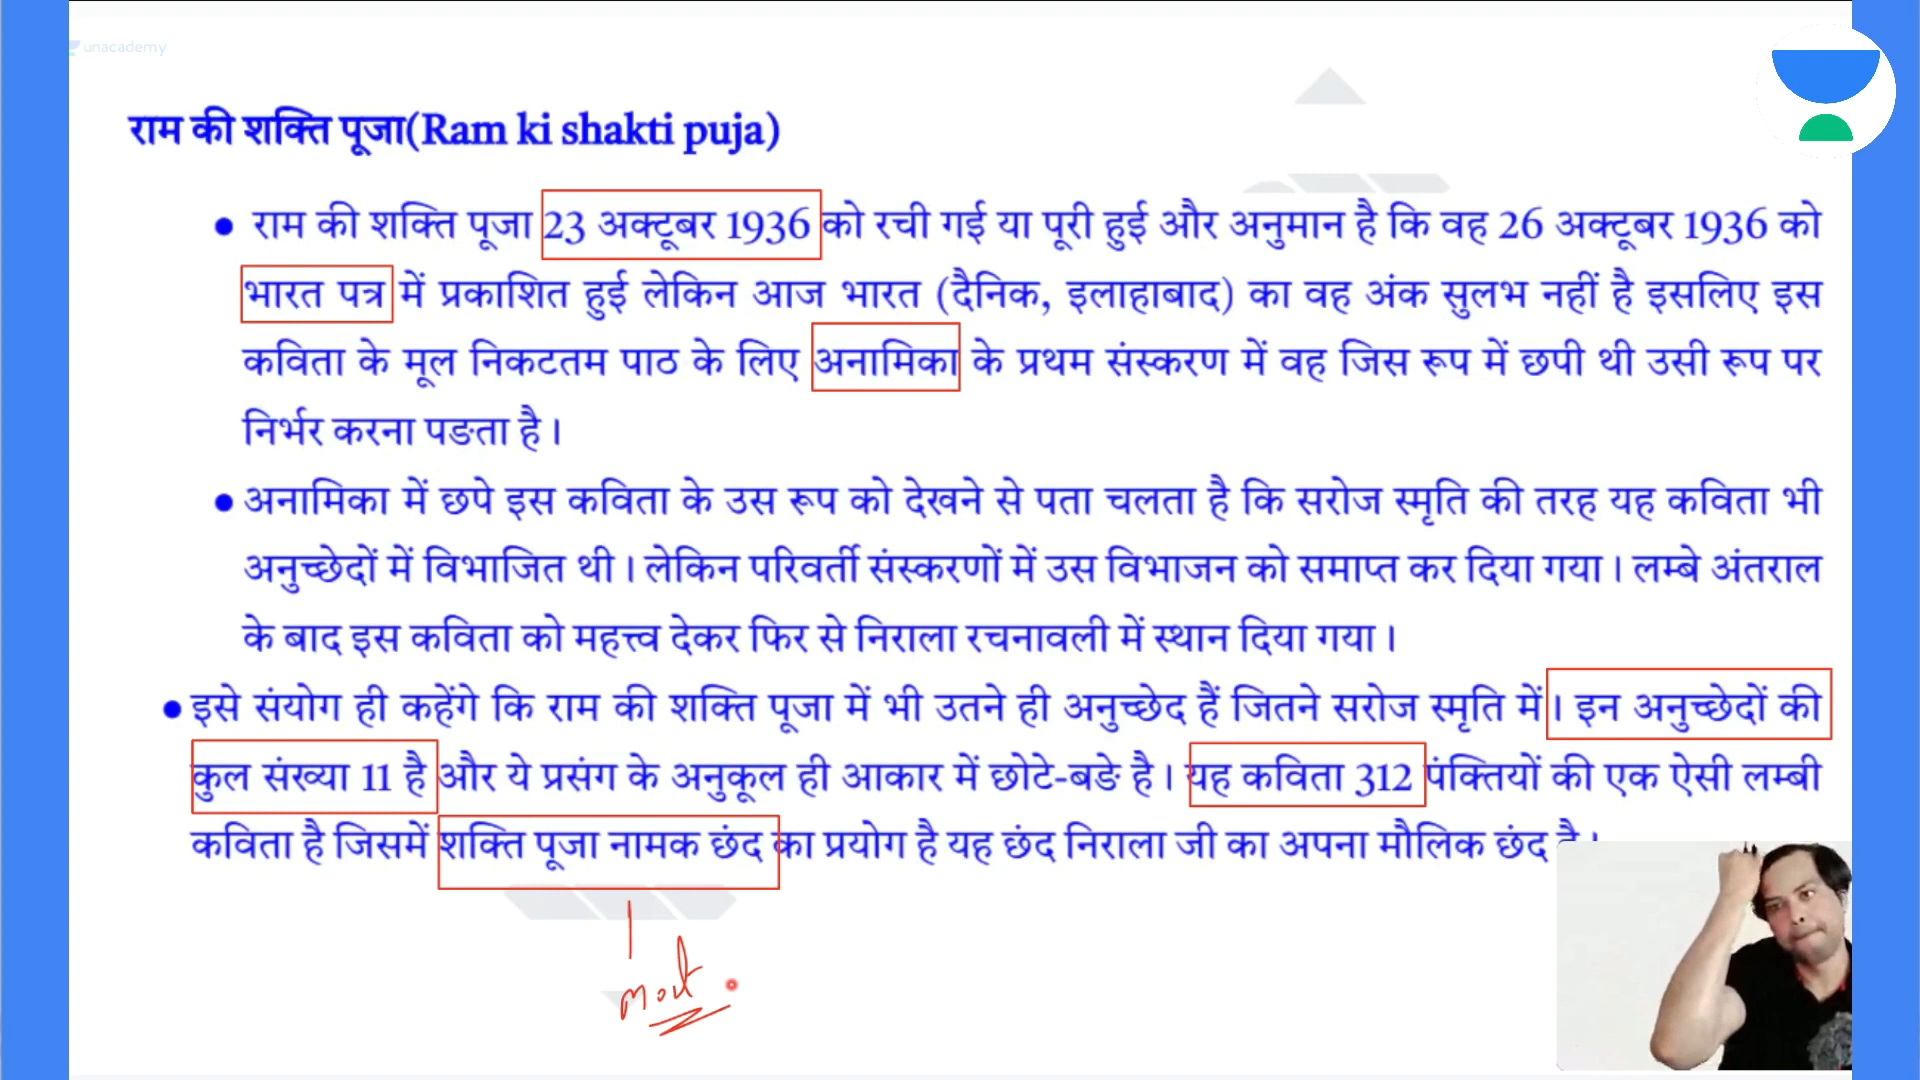 unacademy
राम की शक्ति पूजा(Ram ki shakti puja)
● राम की शक्ति पूजा 23 अक्टूबर 1936 को रची गई या पूरी हुई और अनुमान है कि वह 26 अक्टूबर 1936 को
भारत पत्र में प्रकाशित हुई लेकिन आज भारत (दैनिक, इलाहाबाद) का वह अंक सुलभ नहीं है इसलिए इस
कविता के मूल निकटतम पाठ के लिए अनामिका के प्रथम संस्करण में वह जिस रूप में छपी थी उसी रूप पर
निर्भर करना पङता है।
● अनामिका में छपे इस कविता के उस रूप को देखने से पता चलता है कि सरोज स्मृति की तरह यह कविता भी
अनुच्छेदों में विभाजित थी। लेकिन परिवर्ती संस्करणों में उस विभाजन को समाप्त कर दिया गया। लम्बे अंतराल
के बाद इस कविता को महत्त्व देकर फिर से निराला रचनावली में स्थान दिया गया।
● इसे संयोग ही कहेंगे कि राम की शक्ति पूजा में भी उतने ही अनुच्छेद हैं जितने सरोज स्मृति में। इन अनुच्छेदों की
कुल संख्या 11 है और ये प्रसंग के अनुकूल ही आकार में छोटे-बङे है। यह कविता 312 पंक्तियों की एक ऐसी लम्बी
कविता है जिसमें शक्ति पूजा नामक छंद का प्रयोग है यह छंद निराला जी का अपना मौलिक छंद है।